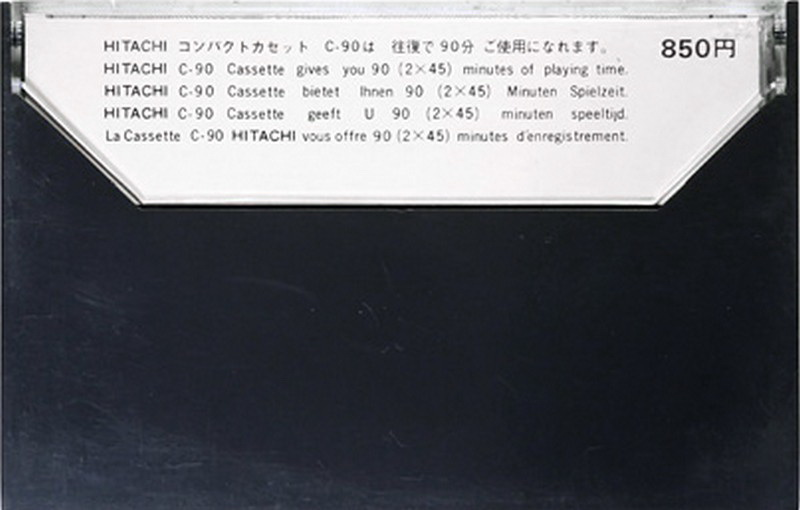 HITACHI コンパクトカセット C-90は 往復で90分 ご使用になれます。 850円
HITACHI C-90 Cassette gives you 90 (2×45) minutes of playing time.
HITACHI C-90 Cassette bietet Ihnen 90 (2×45) Minuten Spielzeit.
HITACHI C-90 Cassette geeft U 90 (2×45) minuten speeltijd.
La Cassette C-90 HITACHI vous offre 90 (2×45) minutes d'enregistrement.